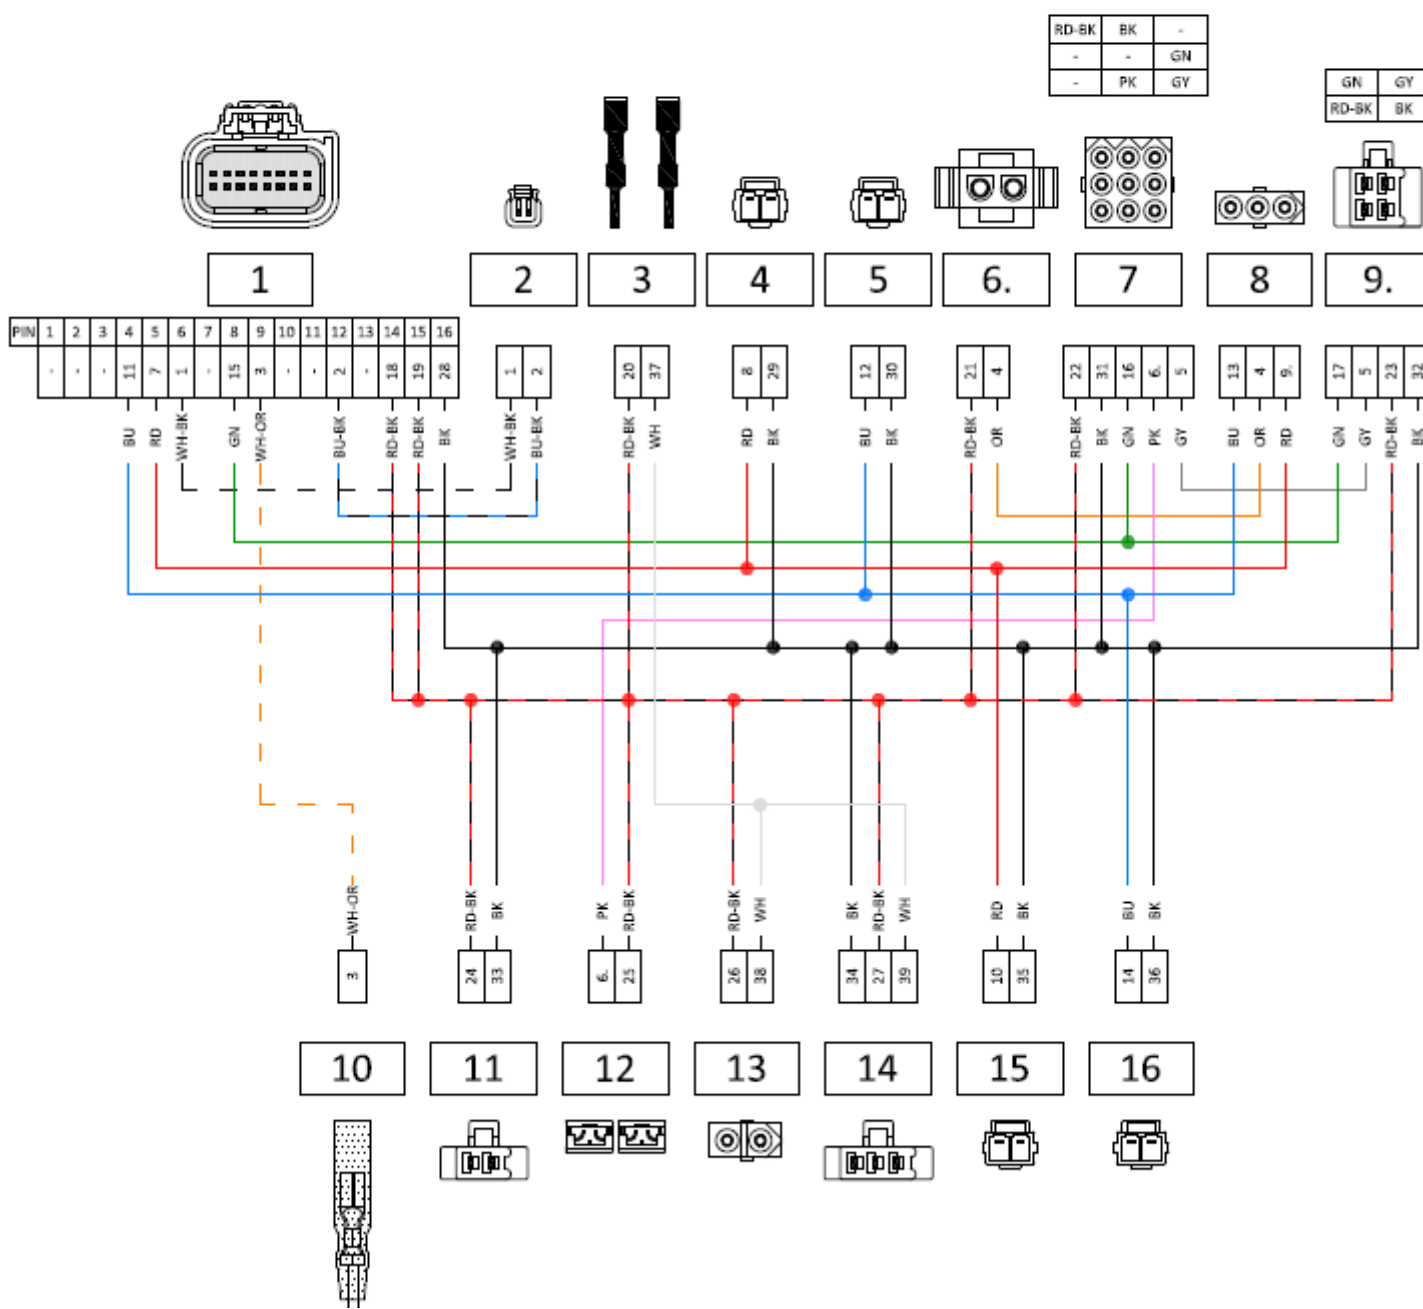 RD-BK BK -
- - GN
- PK GY
GN GY
RD-BK BK
1 2 3 4 5 6. 7 8 9.
PIN 1 2 3 4 5 6 7 8 9 10 11 12 13 14 15 16
- - - 11 7 1 - 15 3 - - 2 - 18 19 28 1 2 20 37 8 29 12 30 21 4 22 31 16 6. 5 13 4 9. 17 5 23 32
BU RD WH-BK GN WH-OR BU-BK RD-BK RD-BK BK WH-BK BU-BK RD-BK WH RD BK BU BK RD-BK OR RD-BK BK GN PK GY BU OR RD GN GY RD-BK BK
WH-OR RD-BK BK PK RD-BK RD-BK WH BK RD-BK WH RD BK BU BK
3 24 33 6. 25 26 38 34 27 39 10 35 14 36
10 11 12 13 14 15 16